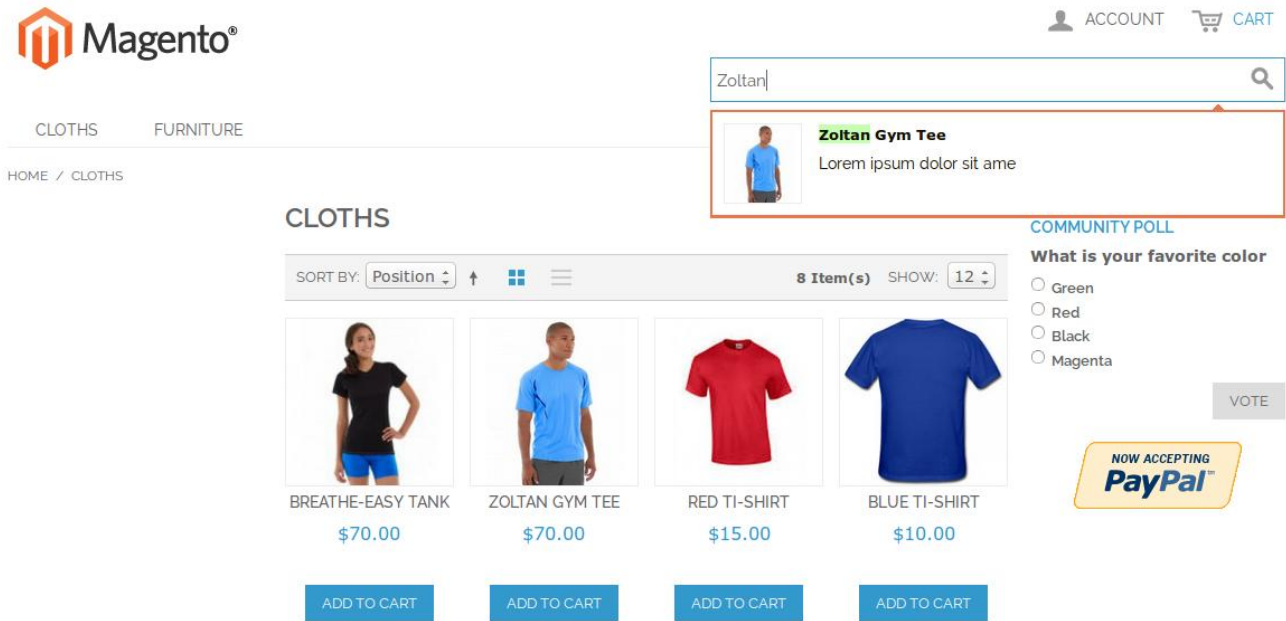 Magento®
ACCOUNT CART
Zoltan
CLOTHS FURNITURE
Zoltan Gym Tee
Lorem ipsum dolor sit ame
HOME / CLOTHS
CLOTHS
COMMUNITY POLL
What is your favorite color
Green
Red
Black
Magenta
VOTE
SORT BY: Position 8 Item(s) SHOW: 12
BREATHE-EASY TANK ZOLTAN GYM TEE RED TI-SHIRT BLUE TI-SHIRT
$70.00 $70.00 $15.00 $10.00
ADD TO CART ADD TO CART ADD TO CART ADD TO CART
NOW ACCEPTING
PayPal™